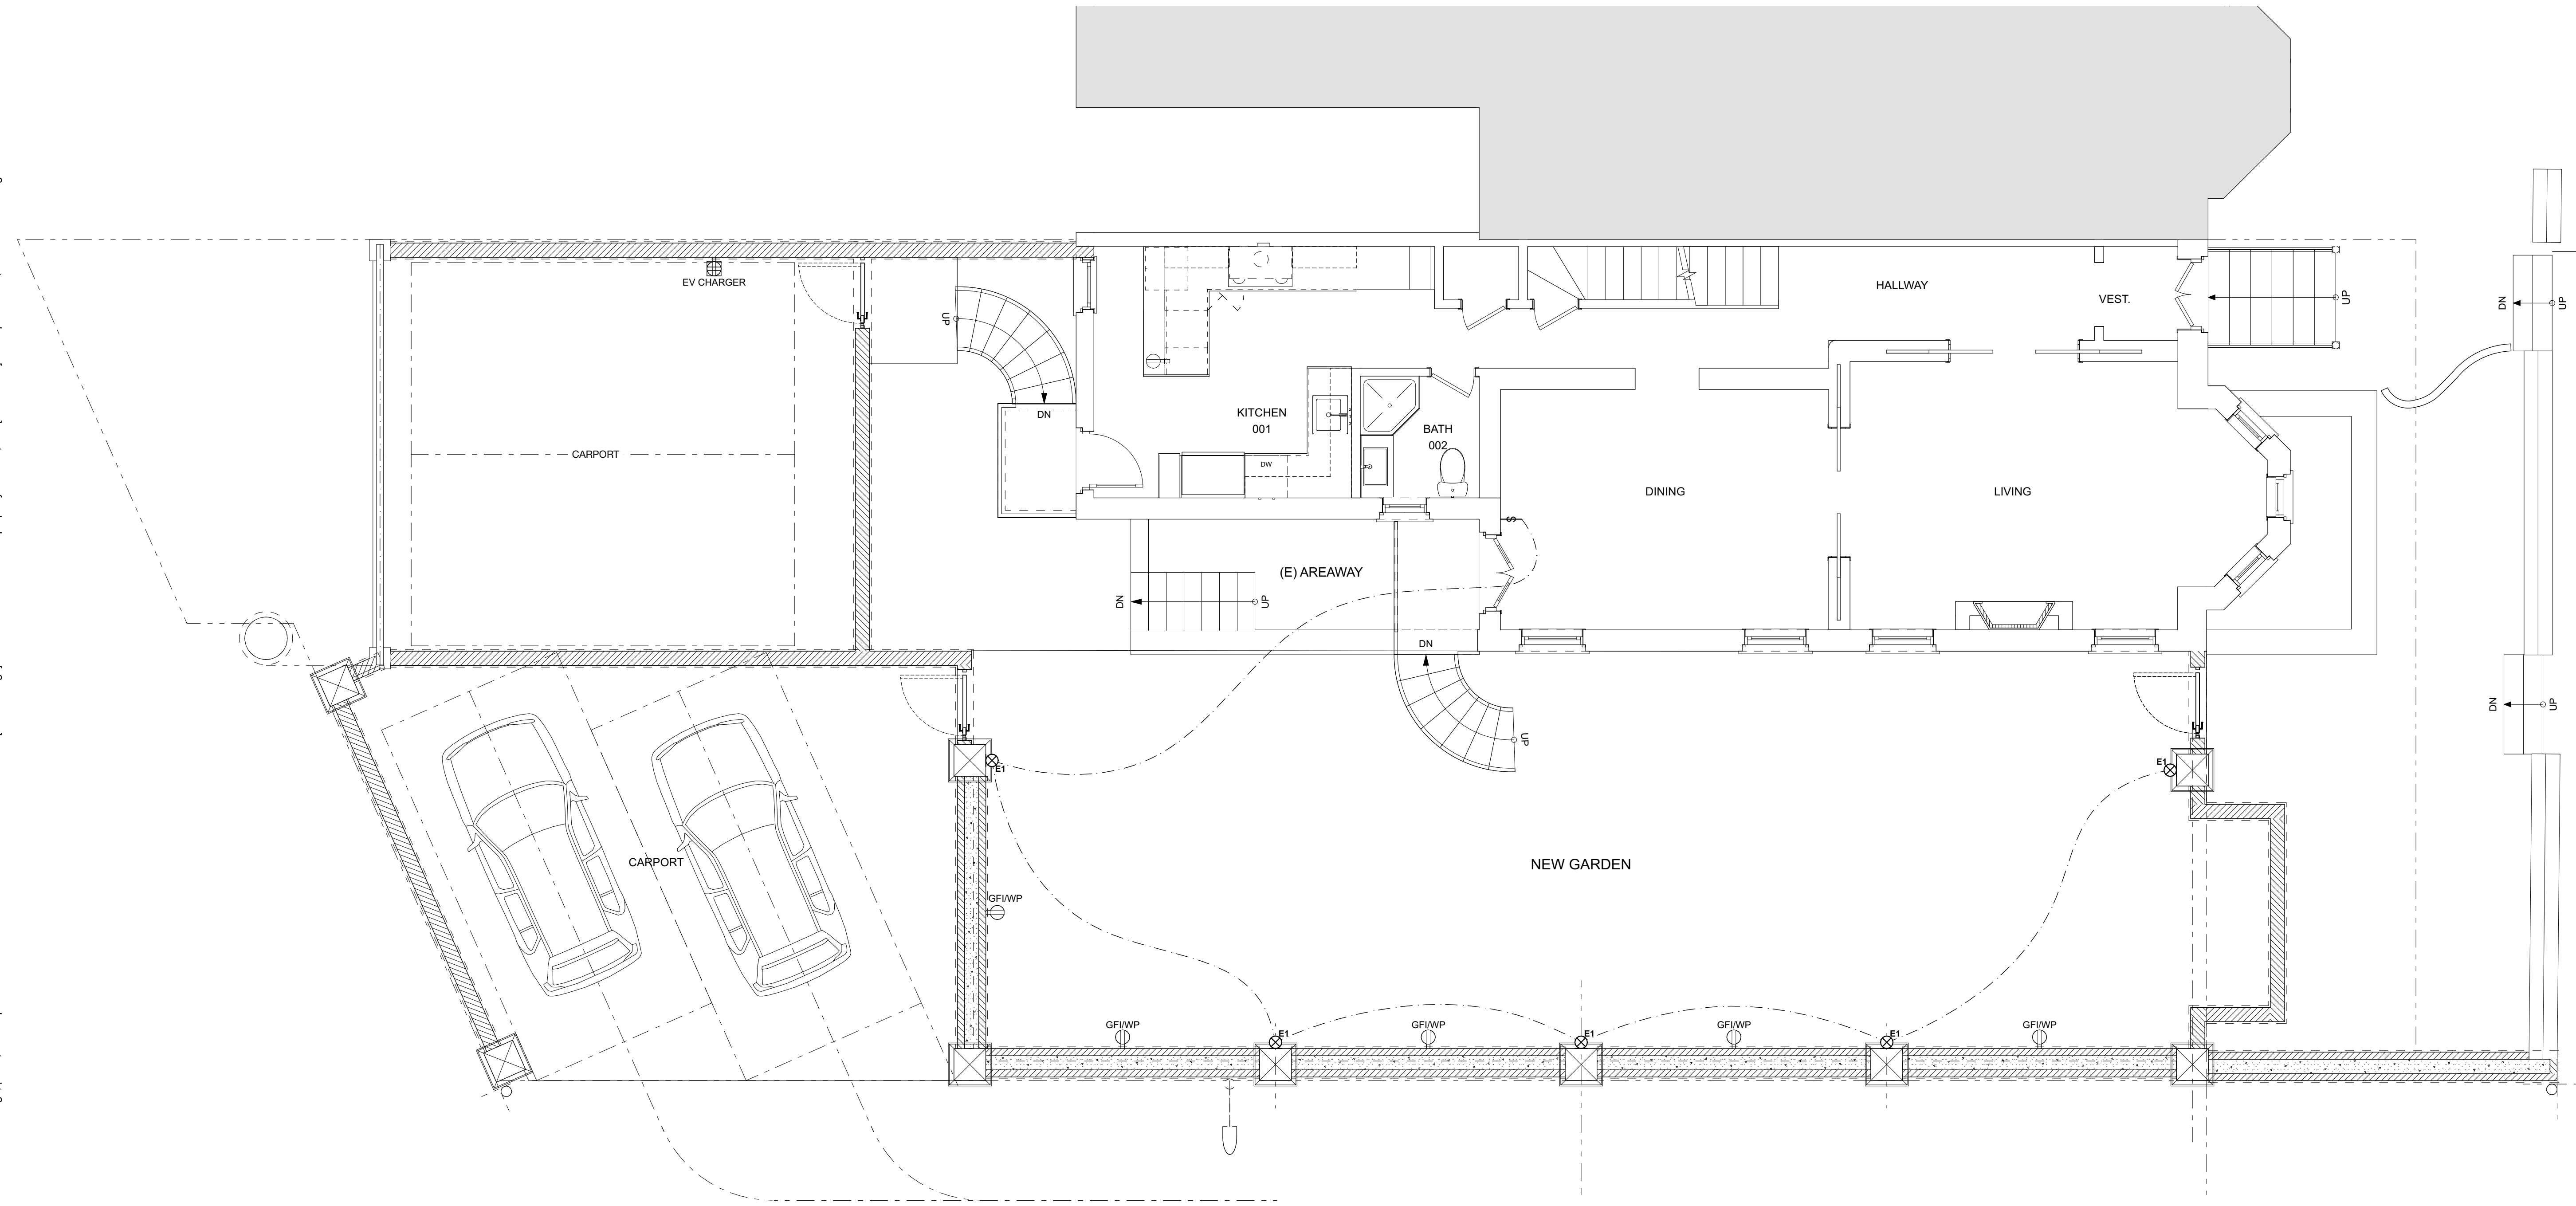 EV CHARGER
HALLWAY
VEST.
UP
DN
UP
UP
DN
CARPORT
KITCHEN
001
BATH
002
DW
DINING
LIVING
S
(E) AREAWAY
DN
UP
DN
UP
DN
UP
E1
E1
CARPORT
NEW GARDEN
GFI/WP
GFI/WP
E1
GFI/WP
E1
GFI/WP
E1
GFI/WP